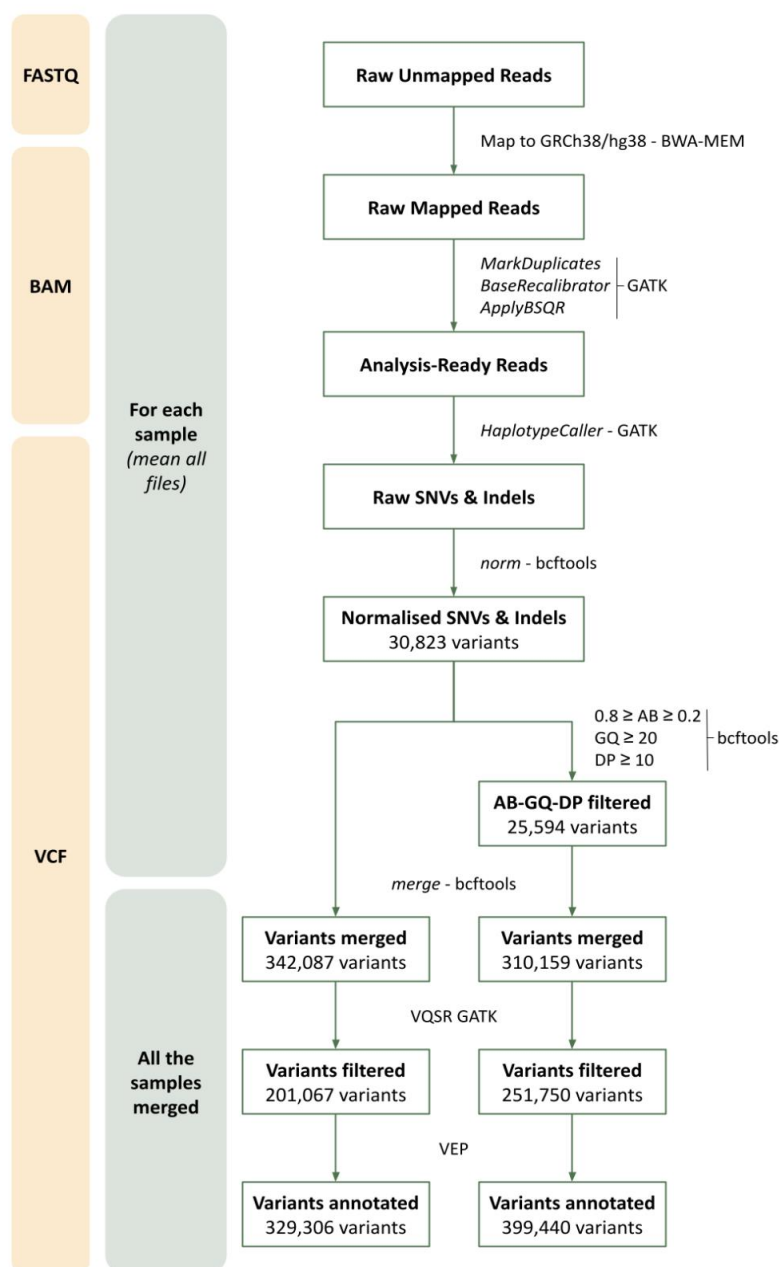 FASTQ
BAM
VCF
For each
sample
(mean all
files)
All the
samples
merged
Raw Unmapped Reads
Map to GRCh38/hg38 - BWA-MEM
Raw Mapped Reads
MarkDuplicates
BaseRecalibrator
ApplyBSQR
GATK
Analysis-Ready Reads
HaplotypeCaller - GATK
Raw SNVs & Indels
norm - bcftools
Normalised SNVs & Indels
30,823 variants
0.8 ≥ AB ≥ 0.2
GQ ≥ 20
DP ≥ 10
bcftools
AB-GQ-DP filtered
25,594 variants
merge - bcftools
Variants merged
342,087 variants
Variants merged
310,159 variants
VQSR GATK
Variants filtered
201,067 variants
Variants filtered
251,750 variants
VEP
Variants annotated
329,306 variants
Variants annotated
399,440 variants